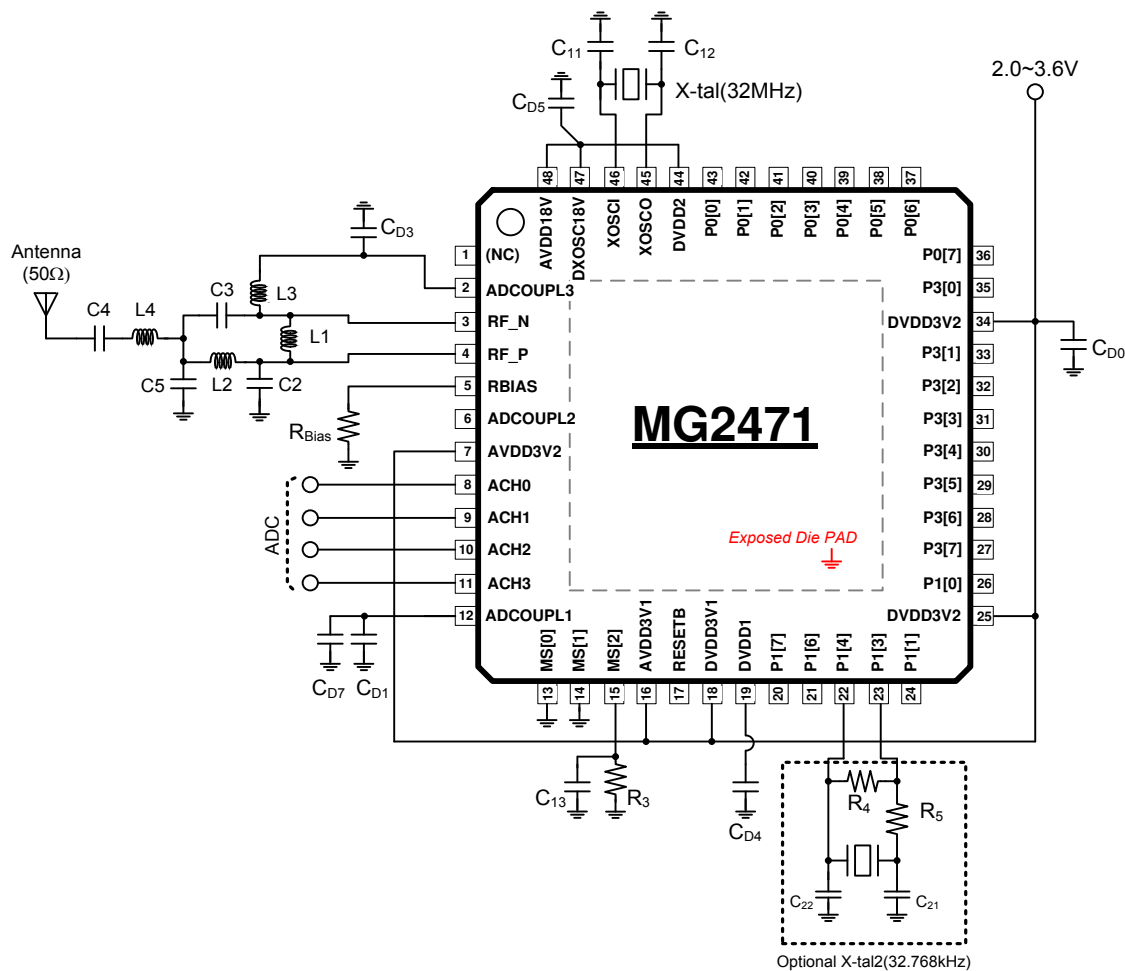 2.0~3.6V
C11
C12
X-tal(32MHz)
CD5
48
47
46
45
44
43
42
41
40
39
38
37
AVDD18V
DXOSC18V
XOSCI
XOSCO
DVDD2
P0[0]
P0[1]
P0[2]
P0[3]
P0[4]
P0[5]
P0[6]
Antenna
(50Ω)
C4
L4
C3
L3
CD3
L1
C5
L2
C2
RBias
1 (NC)
2 ADCOUPL3
3 RF_N
4 RF_P
5 RBIAS
6 ADCOUPL2
7 AVDD3V2
8 ACH0
9 ACH1
10 ACH2
11 ACH3
12 ADCOUPL1
ADC
MG2471
Exposed Die PAD
P0[7] 36
P3[0] 35
DVDD3V2 34
P3[1] 33
P3[2] 32
P3[3] 31
P3[4] 30
P3[5] 29
P3[6] 28
P3[7] 27
P1[0] 26
DVDD3V2 25
CD0
MS[0]
MS[1]
MS[2]
AVDD3V1
RESETB
DVDD3V1
DVDD1
P1[7]
P1[6]
P1[4]
P1[3]
P1[1]
13
14
15
16
17
18
19
20
21
22
23
24
CD7
CD1
C13
R3
CD4
R4
R5
C22
C21
Optional X-tal2(32.768kHz)